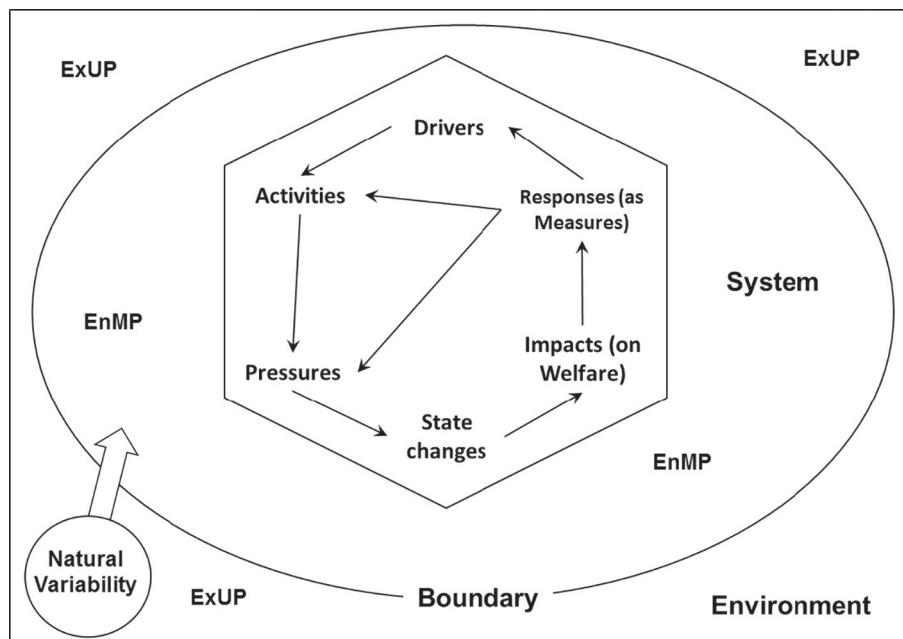 ExUP
ExUP
Drivers
Activities
Responses (as
Measures)
System
EnMP
Impacts (on
Welfare)
Pressures
State
changes
EnMP
Natural
Variability
ExUP
Boundary
Environment